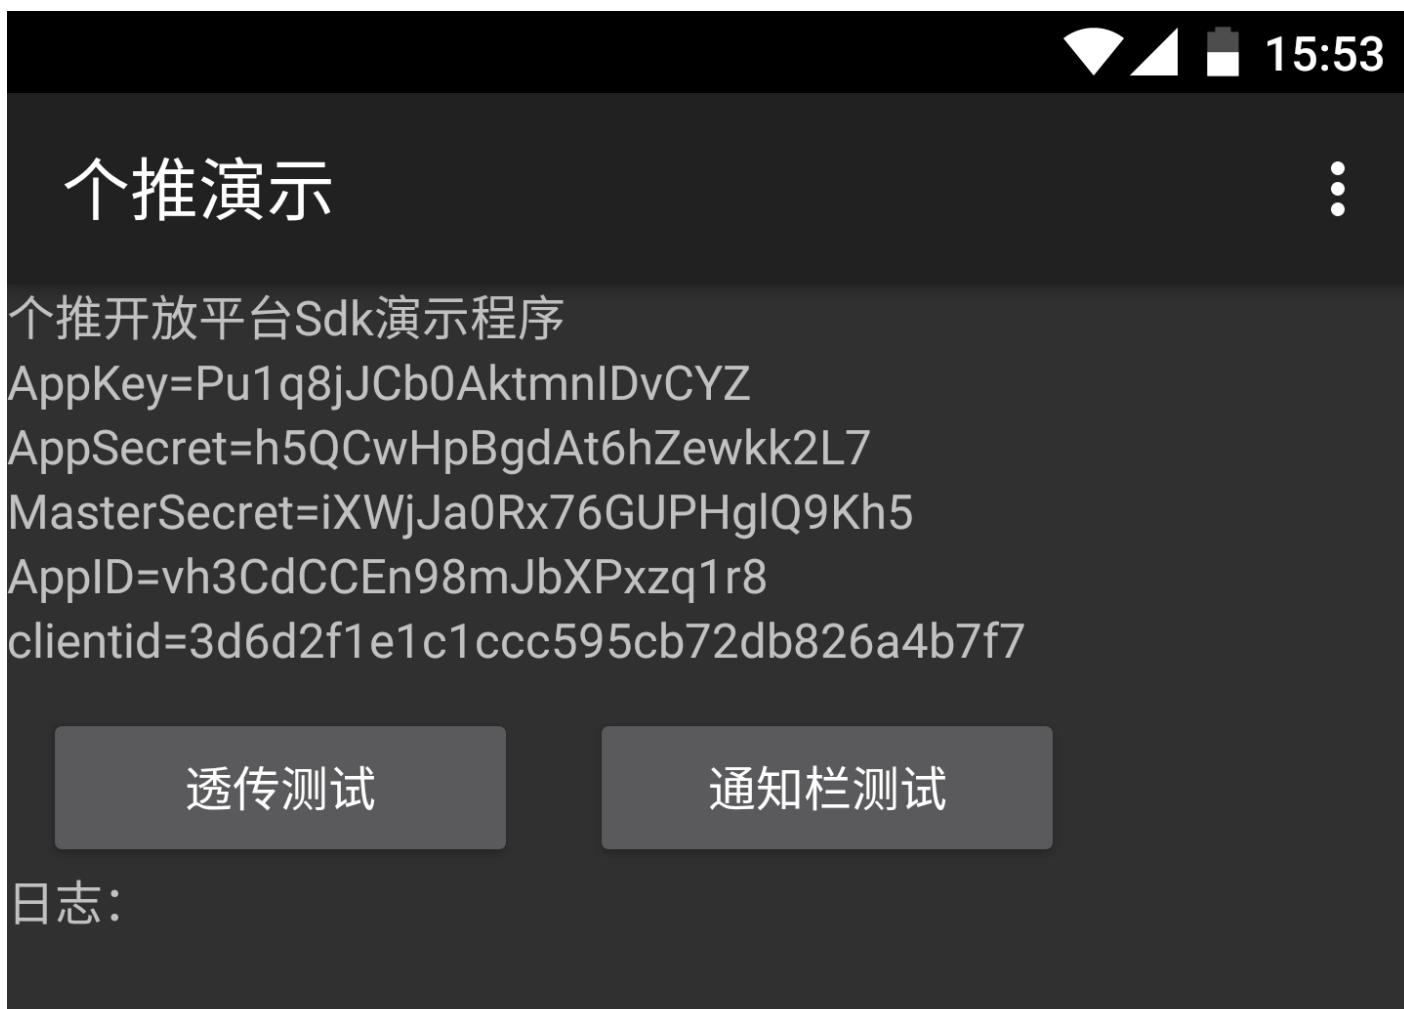 15:53
个推演示
个推开放平台Sdk演示程序
AppKey=Pu1q8jJCb0AktmnIDvCYZ
AppSecret=h5QCwHpBgdAt6hZewkk2L7
MasterSecret=iXWjJa0Rx76GUPHglQ9Kh5
AppID=vh3CdCCEn98mJbXPxzq1r8
clientid=3d6d2f1e1c1ccc595cb72db826a4b7f7
透传测试 通知栏测试
日志：